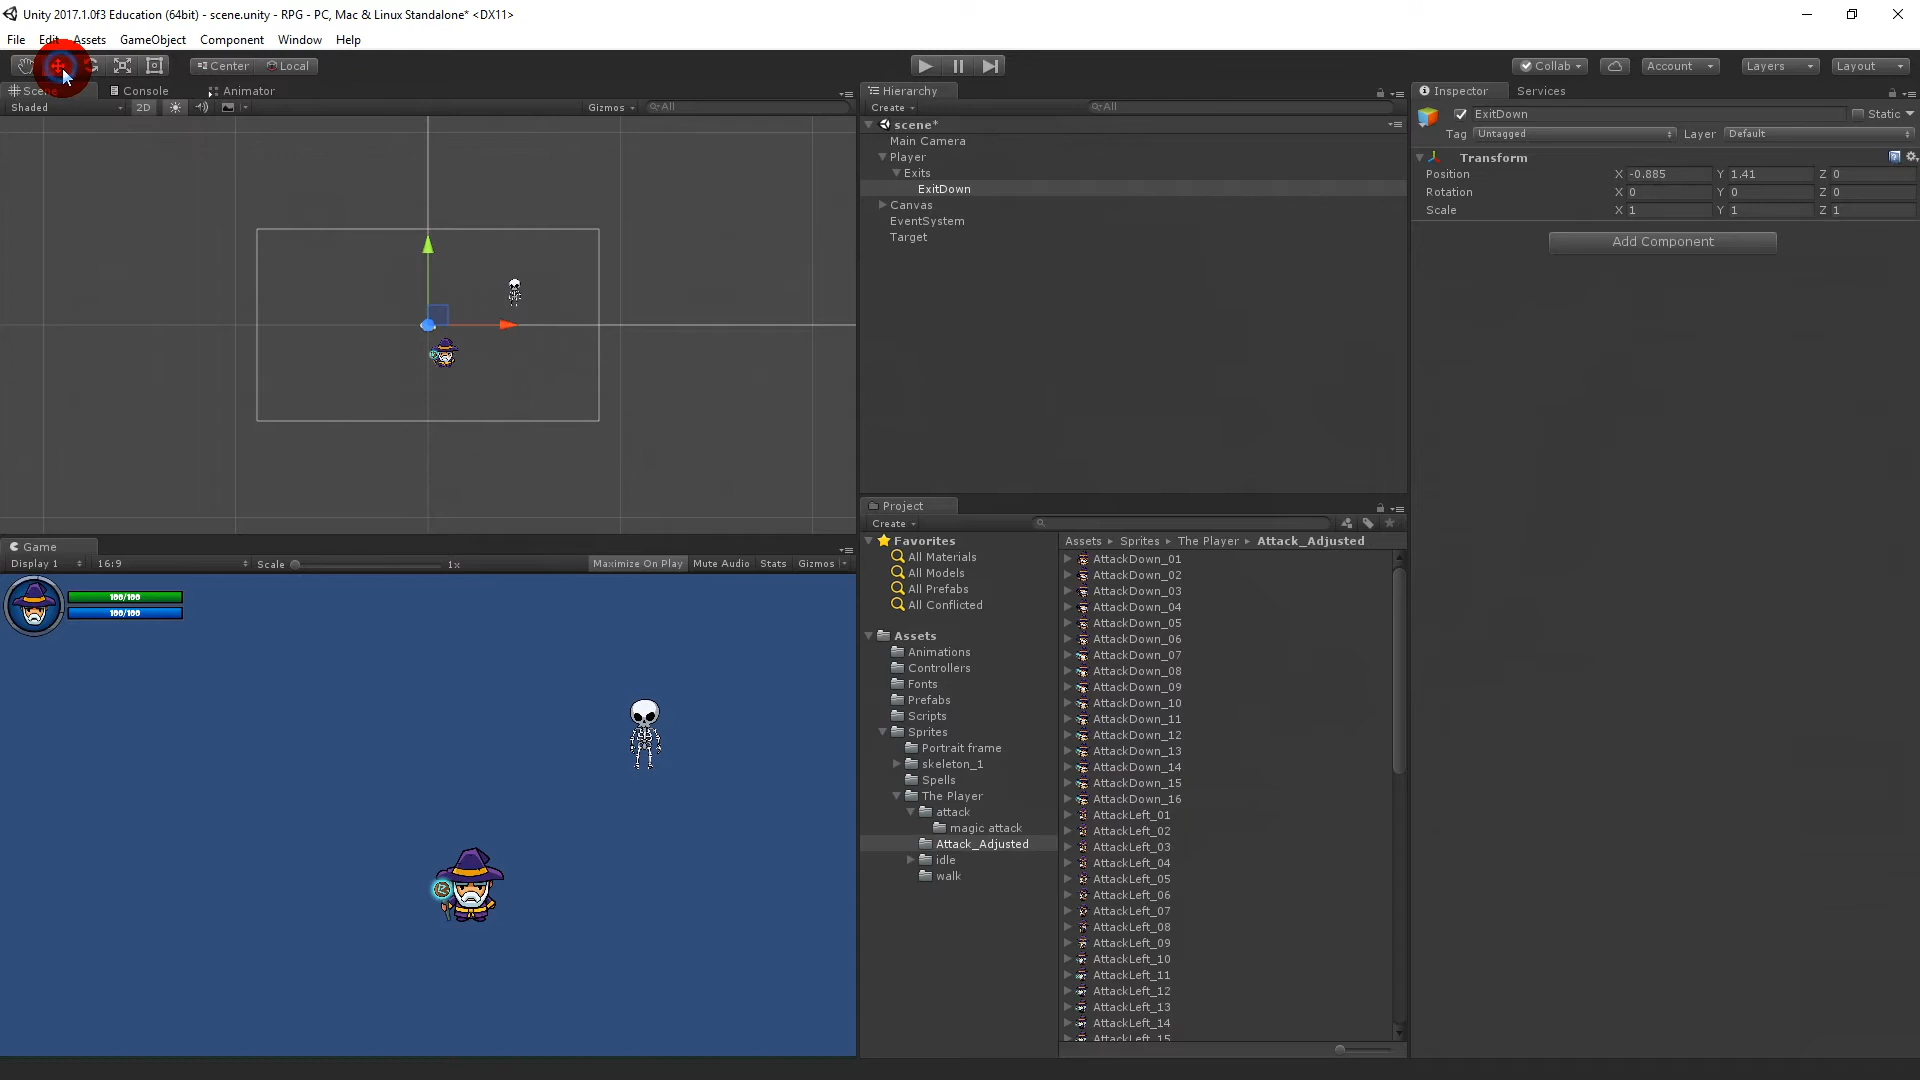 Unity 2017.1.0f3 Education (64bit) - scene.unity - RPG - PC, Mac & Linux Standalone* <DX11>
File Edit Assets GameObject Component Window Help
Center Local
Collab Account Layers Layout
Scene Console Animator
Shaded 2D Gizmos All
Hierarchy
Create All
scene*
Main Camera
Player
Exits
ExitDown
Canvas
EventSystem
Target
Inspector Services
ExitDown Static
Tag Untagged Layer Default
Transform
Position X -0.885 Y 1.41 Z 0
Rotation X 0 Y 0 Z 0
Scale X 1 Y 1 Z 1
Add Component
Game
Display 1 16:9 Scale 1x Maximize On Play Mute Audio Stats Gizmos
100/100
100/100
Project
Create
Favorites
All Materials
All Models
All Prefabs
All Conflicted
Assets
Animations
Controllers
Fonts
Prefabs
Scripts
Sprites
Portrait frame
skeleton_1
Spells
The Player
attack
magic attack
Attack_Adjusted
idle
walk
Assets Sprites The Player Attack_Adjusted
AttackDown_01
AttackDown_02
AttackDown_03
AttackDown_04
AttackDown_05
AttackDown_06
AttackDown_07
AttackDown_08
AttackDown_09
AttackDown_10
AttackDown_11
AttackDown_12
AttackDown_13
AttackDown_14
AttackDown_15
AttackDown_16
AttackLeft_01
AttackLeft_02
AttackLeft_03
AttackLeft_04
AttackLeft_05
AttackLeft_06
AttackLeft_07
AttackLeft_08
AttackLeft_09
AttackLeft_10
AttackLeft_11
AttackLeft_12
AttackLeft_13
AttackLeft_14
AttackLeft_15